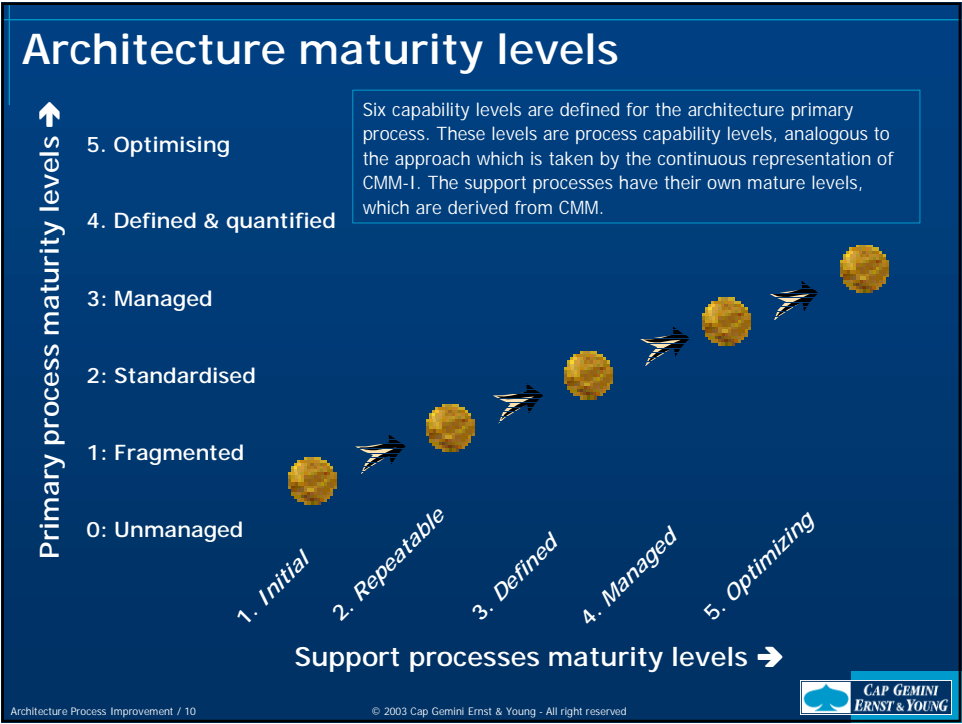 Architecture maturity levels
Primary process maturity levels →
Six capability levels are defined for the architecture primary
process. These levels are process capability levels, analogous to
the approach which is taken by the continuous representation of
CMM-I. The support processes have their own mature levels,
which are derived from CMM.
5. Optimising
4. Defined & quantified
3: Managed
2: Standardised
1: Fragmented
0: Unmanaged
1. Initial
2. Repeatable
3. Defined
4. Managed
5. Optimizing
Support processes maturity levels →
Architecture Process Improvement / 10
© 2003 Cap Gemini Ernst & Young - All right reserved
CAP GEMINI
ERNST & YOUNG